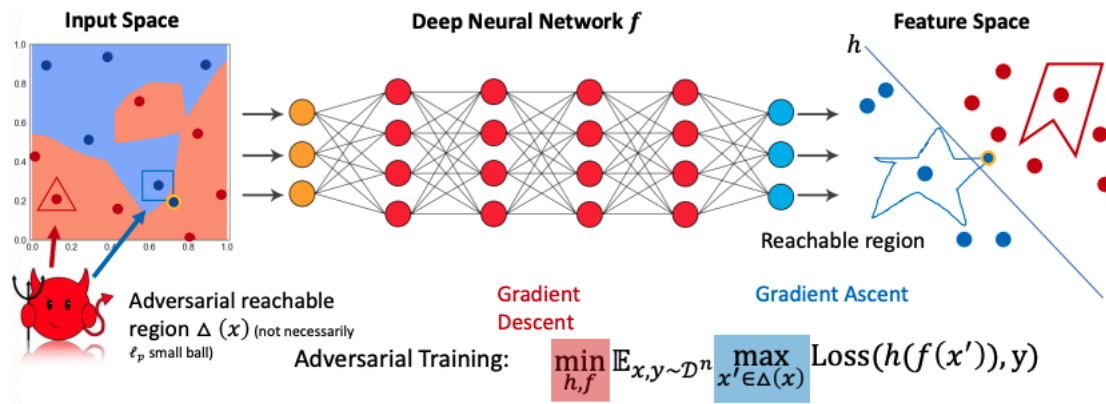 Input Space
Deep Neural Network f
Feature Space
h
1.0
0.8
0.6
0.4
0.2
0.0
0.0 0.2 0.4 0.6 0.8 1.0
Reachable region
Adversarial reachable
region Δ (x) (not necessarily
ℓp small ball)
Gradient
Descent
Gradient Ascent
Adversarial Training: min h,f 𝔼x,y~𝒟ⁿ max x′∈Δ(x) Loss(h(f(x′)), y)